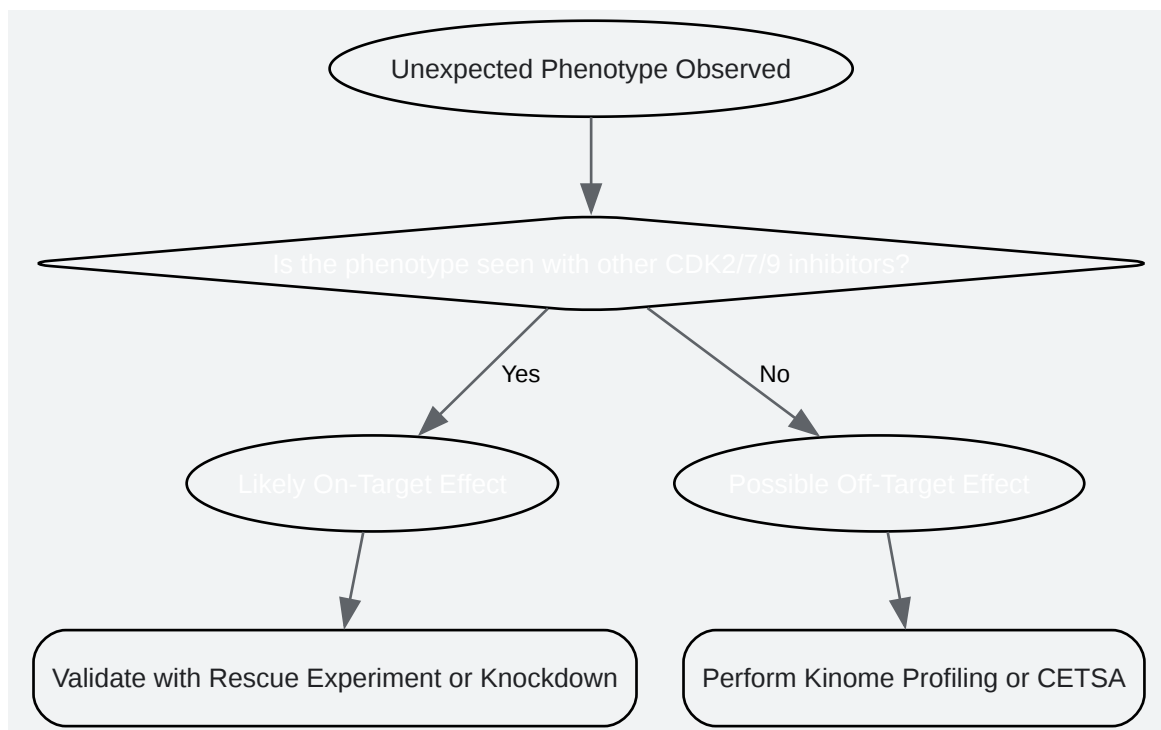 Unexpected Phenotype Observed
Is the phenotype seen with other CDK2/7/9 inhibitors?
Yes
No
Likely On-Target Effect
Possible Off-Target Effect
Validate with Rescue Experiment or Knockdown
Perform Kinome Profiling or CETSA